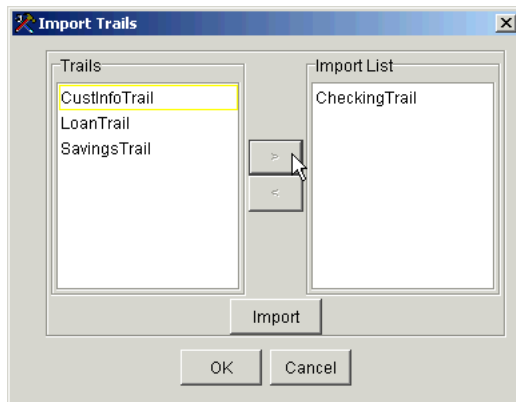 Import Trails
Trails
CustInfoTrail
LoanTrail
SavingsTrail
>
<
Import List
CheckingTrail
Import
OK
Cancel